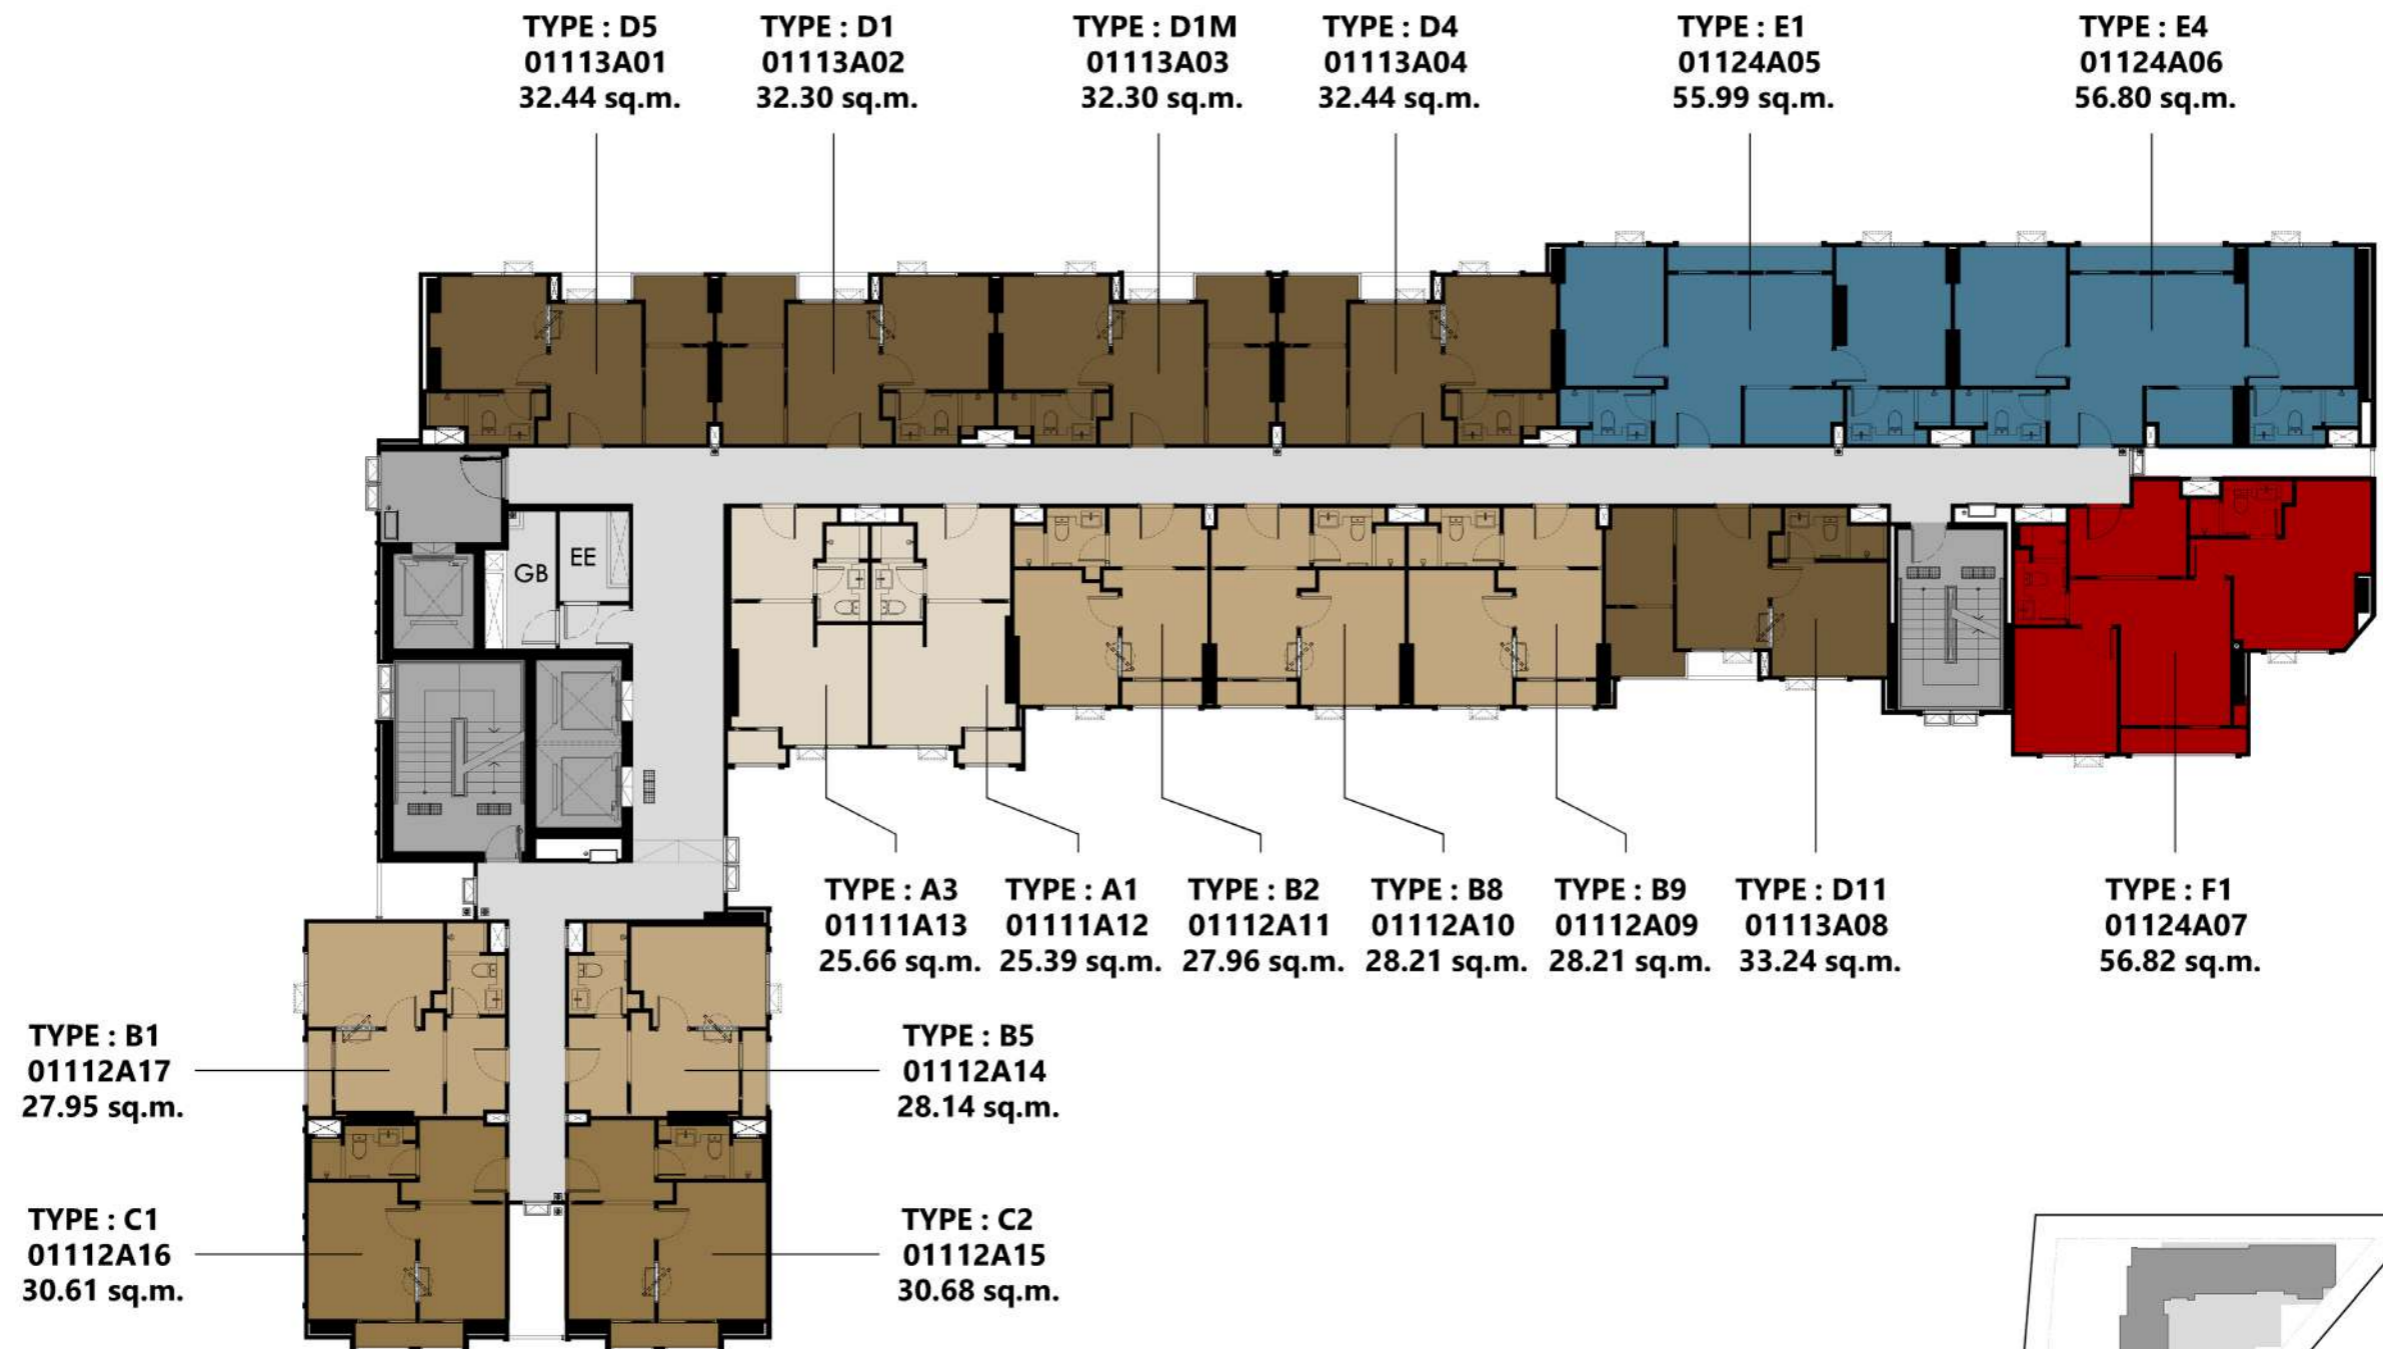 TYPE : D5
01113A01
32.44 sq.m.
TYPE : D1
01113A02
32.30 sq.m.
TYPE : D1M
01113A03
32.30 sq.m.
TYPE : D4
01113A04
32.44 sq.m.
TYPE : E1
01124A05
55.99 sq.m.
TYPE : E4
01124A06
56.80 sq.m.
GB
EE
TYPE : A3
01111A13
25.66 sq.m.
TYPE : A1
01111A12
25.39 sq.m.
TYPE : B2
01112A11
27.96 sq.m.
TYPE : B8
01112A10
28.21 sq.m.
TYPE : B9
01112A09
28.21 sq.m.
TYPE : D11
01113A08
33.24 sq.m.
TYPE : F1
01124A07
56.82 sq.m.
TYPE : B1
01112A17
27.95 sq.m.
TYPE : B5
01112A14
28.14 sq.m.
TYPE : C1
01112A16
30.61 sq.m.
TYPE : C2
01112A15
30.68 sq.m.